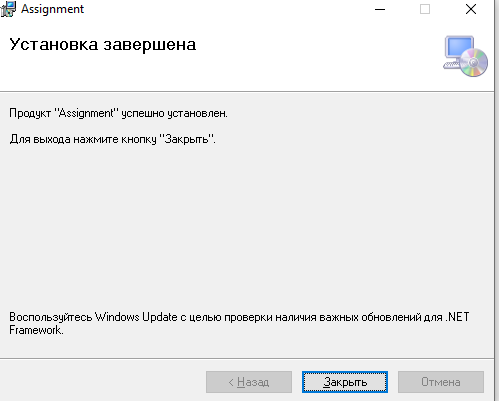 Assignment
Установка завершена
Продукт "Assignment" успешно установлен.
Для выхода нажмите кнопку "Закрыть".
Воспользуйтесь Windows Update с целью проверки наличия важных обновлений для .NET
Framework.
< Назад
Закрыть
Отмена